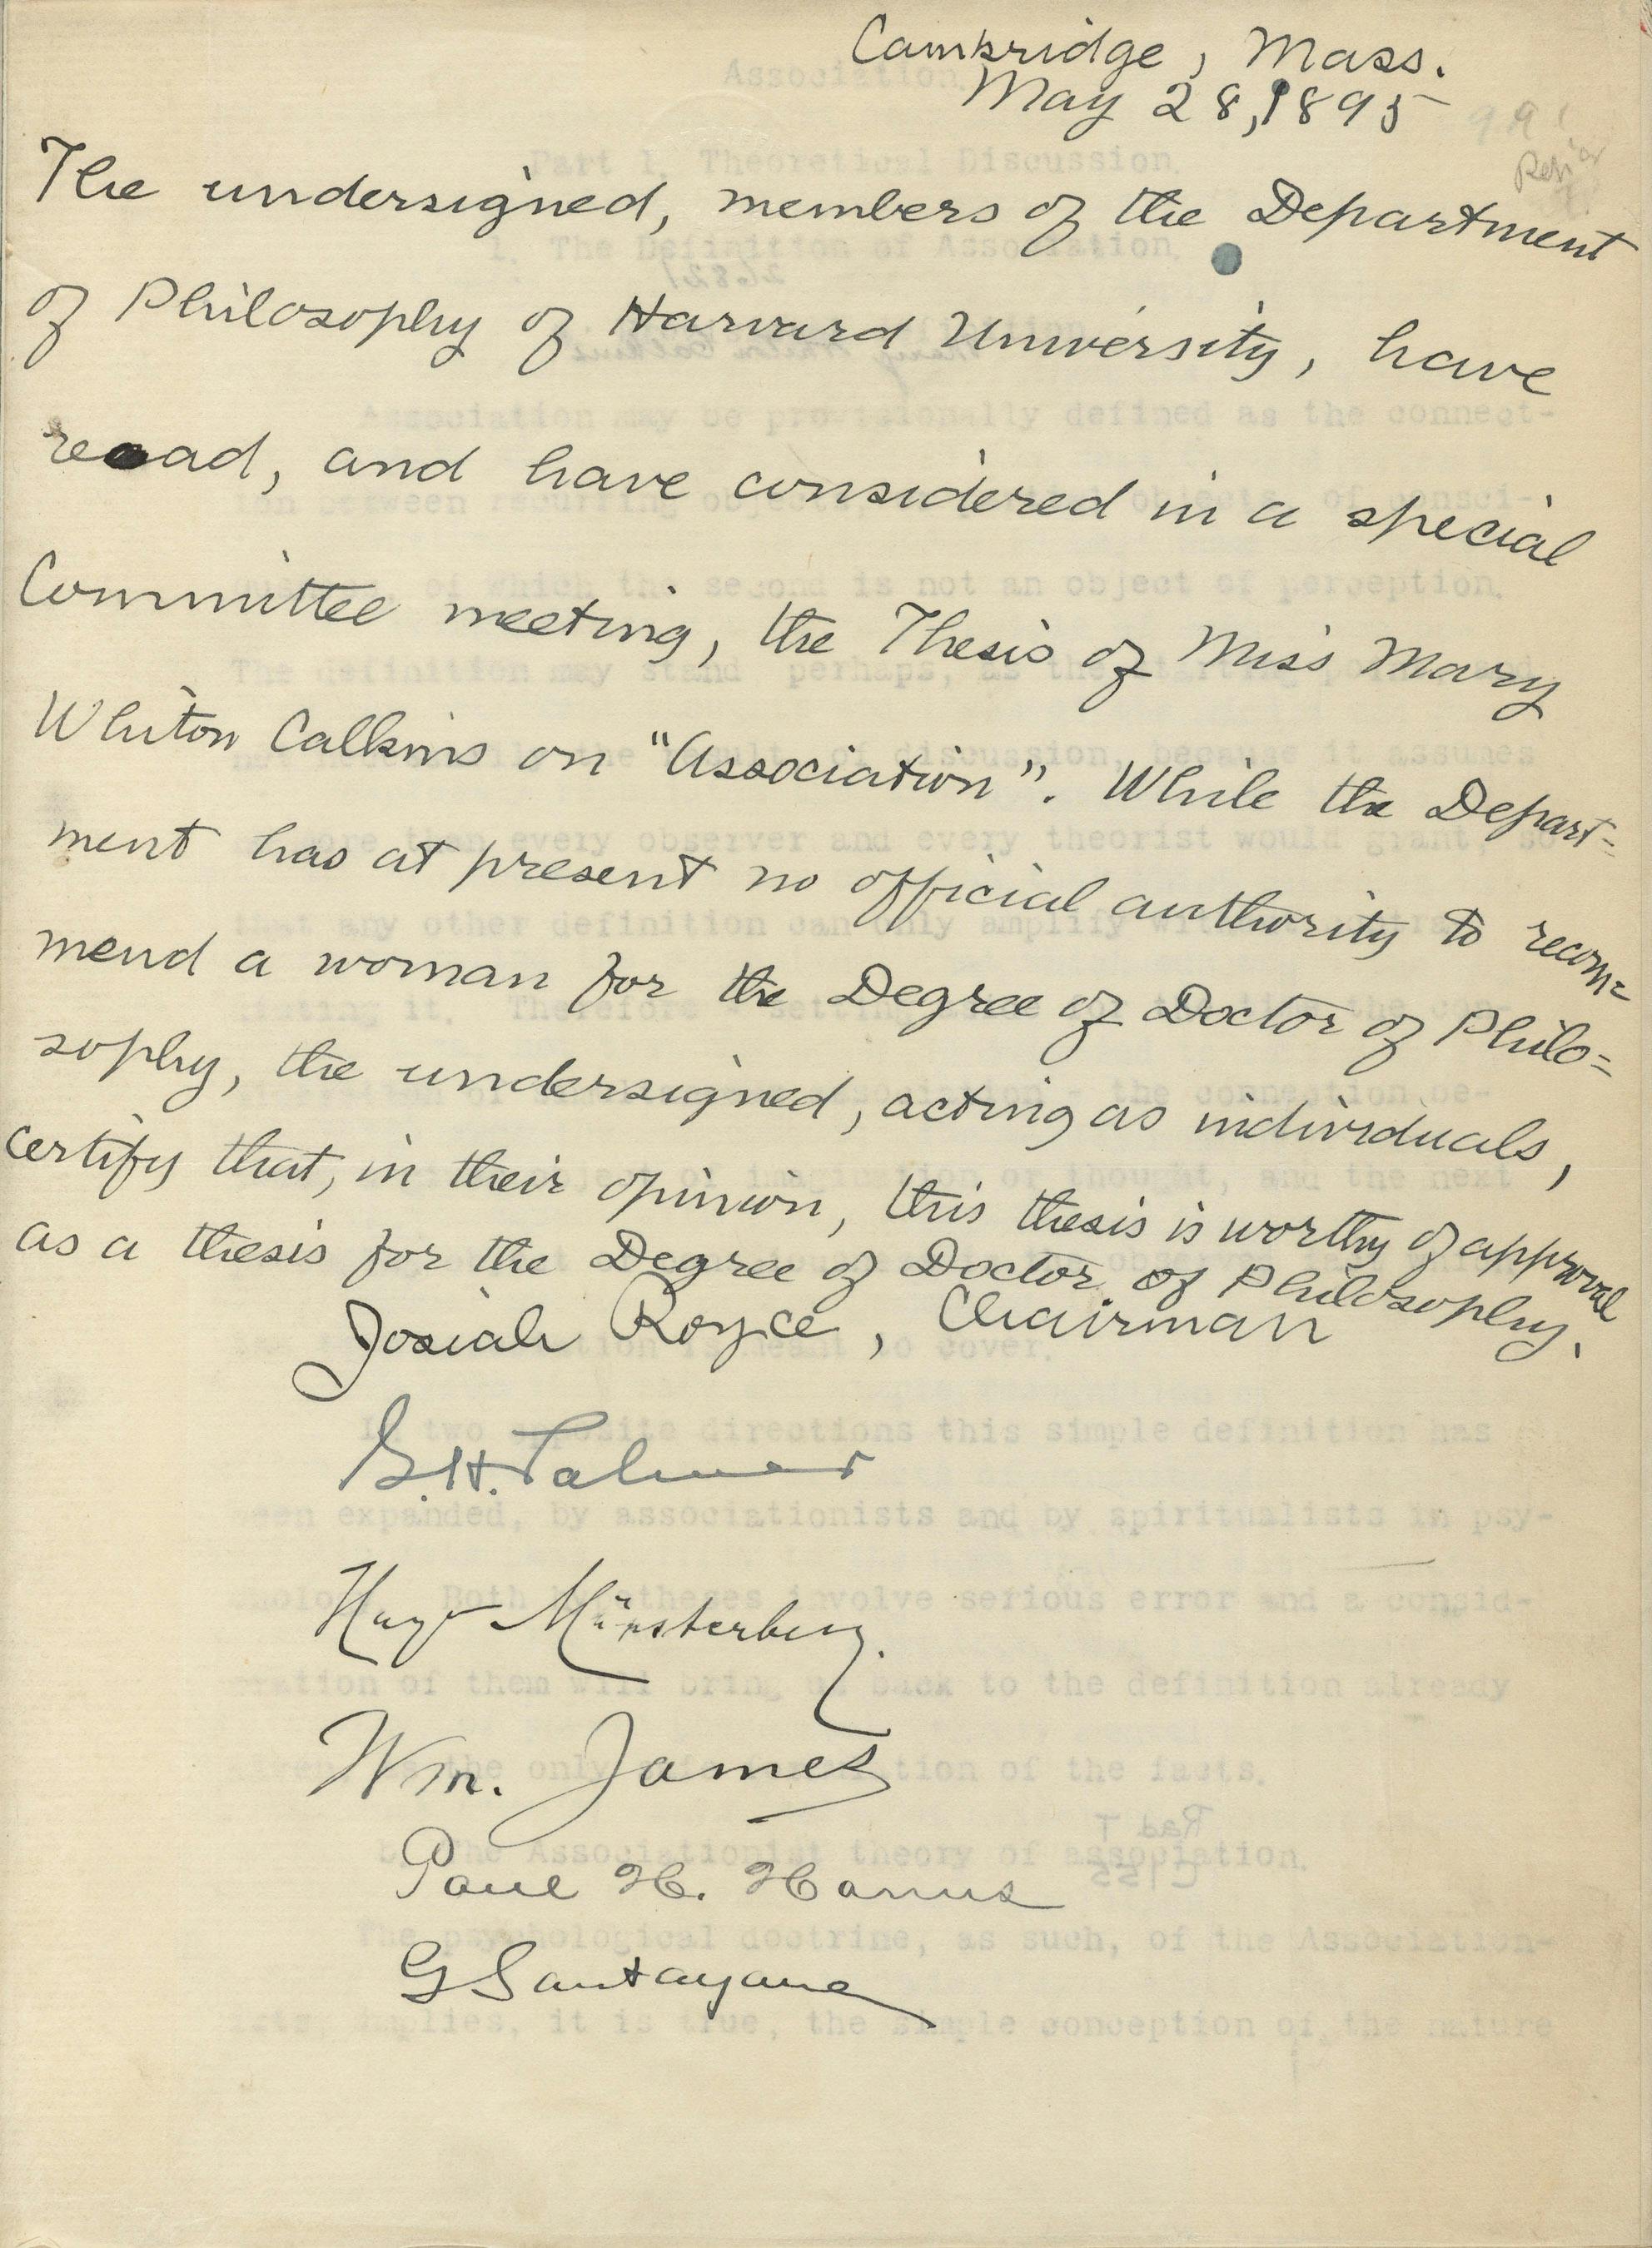 Cambridge, Mass.
May 28, 1895
The undersigned, members of the Department
of Philosophy of Harvard University, have
read, and have considered in a special
Committee meeting, the Thesis of Miss Mary
Whiton Calkins on "Association". While the Depart=
ment has at present no official authority to recom=
mend a woman for the Degree of Doctor of Philo=
sophy, the undersigned, acting as individuals,
certify that, in their opinion, this thesis is worthy of approval
as a thesis for the Degree of Doctor of Philosophy.
Josiah Royce, Chairman
G. H. Palmer
Hugo Münsterberg.
Wm. James
Paul H. Hanus
G Santayana